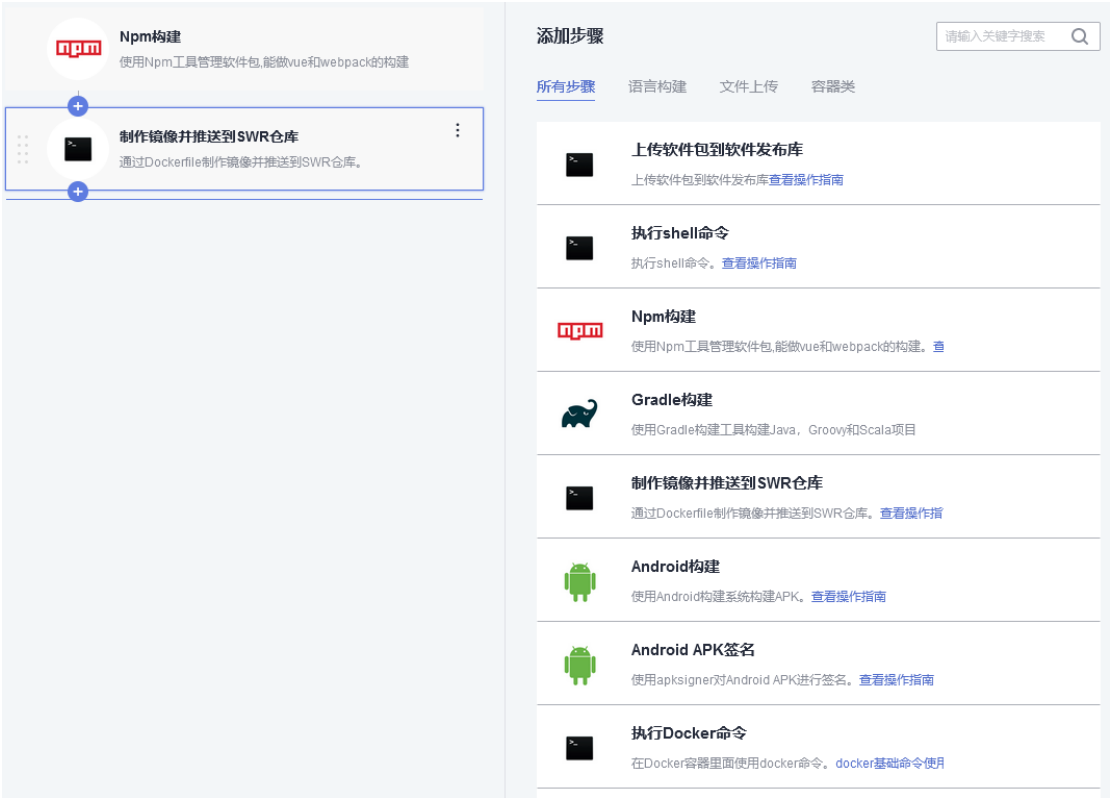 npm
Npm构建
使用Npm工具管理软件包,能做vue和webpack的构建
制作镜像并推送到SWR仓库
通过Dockerfile制作镜像并推送到SWR仓库。
添加步骤
请输入关键字搜索
所有步骤 语言构建 文件上传 容器类
上传软件包到软件发布库
上传软件包到软件发布库查看操作指南
执行shell命令
执行shell命令。查看操作指南
npm
Npm构建
使用Npm工具管理软件包,能做vue和webpack的构建。查
Gradle构建
使用Gradle构建工具构建Java，Groovy和Scala项目
制作镜像并推送到SWR仓库
通过Dockerfile制作镜像并推送到SWR仓库。查看操作指
Android构建
使用Android构建系统构建APK。查看操作指南
Android APK签名
使用apksigner对Android APK进行签名。查看操作指南
执行Docker命令
在Docker容器里面使用docker命令。docker基础命令使用